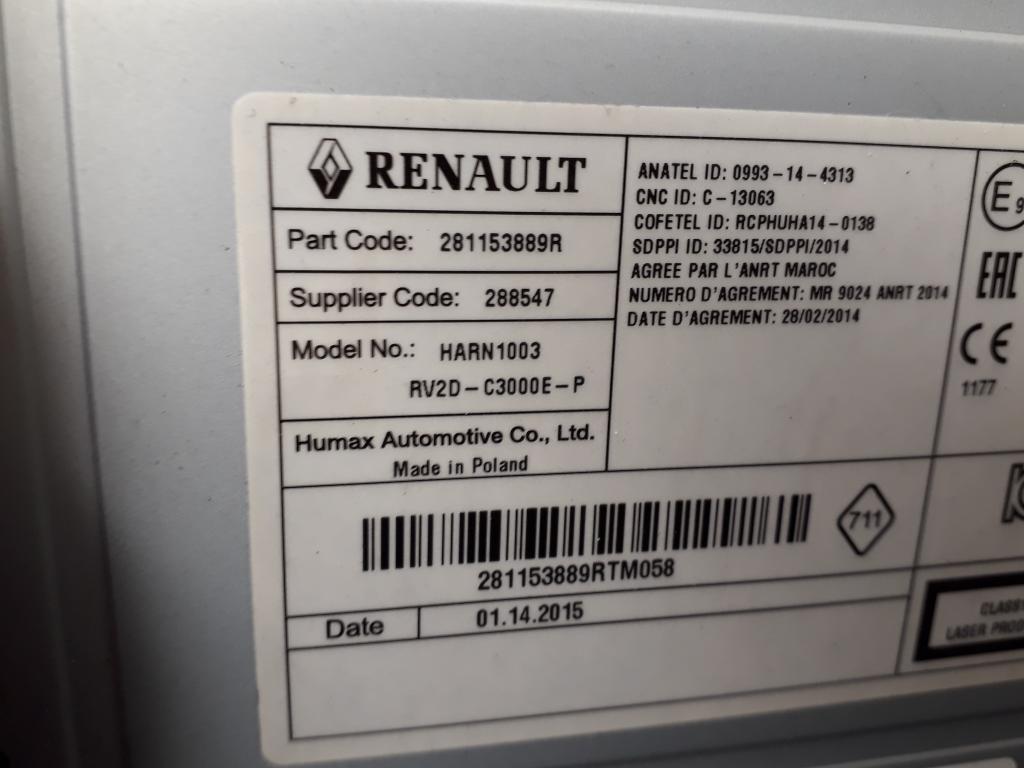 RENAULT
Part Code: 281153889R
Supplier Code: 288547
Model No.: HARN1003
RV2D-C3000E-P
Humax Automotive Co., Ltd.
Made in Poland
ANATEL ID: 0993-14-4313
CNC ID: C-13063
COFETEL ID: RCPHUHA14-0138
SDPPI ID: 33815/SDPPI/2014
AGREE PAR L'ANRT MAROC
NUMERO D'AGREMENT: MR 9024 ANRT 2014
DATE D'AGREMENT: 28/02/2014
E9
EAC
CE
1177
711
281153889RTM058
Date 01.14.2015
CLASS
LASER